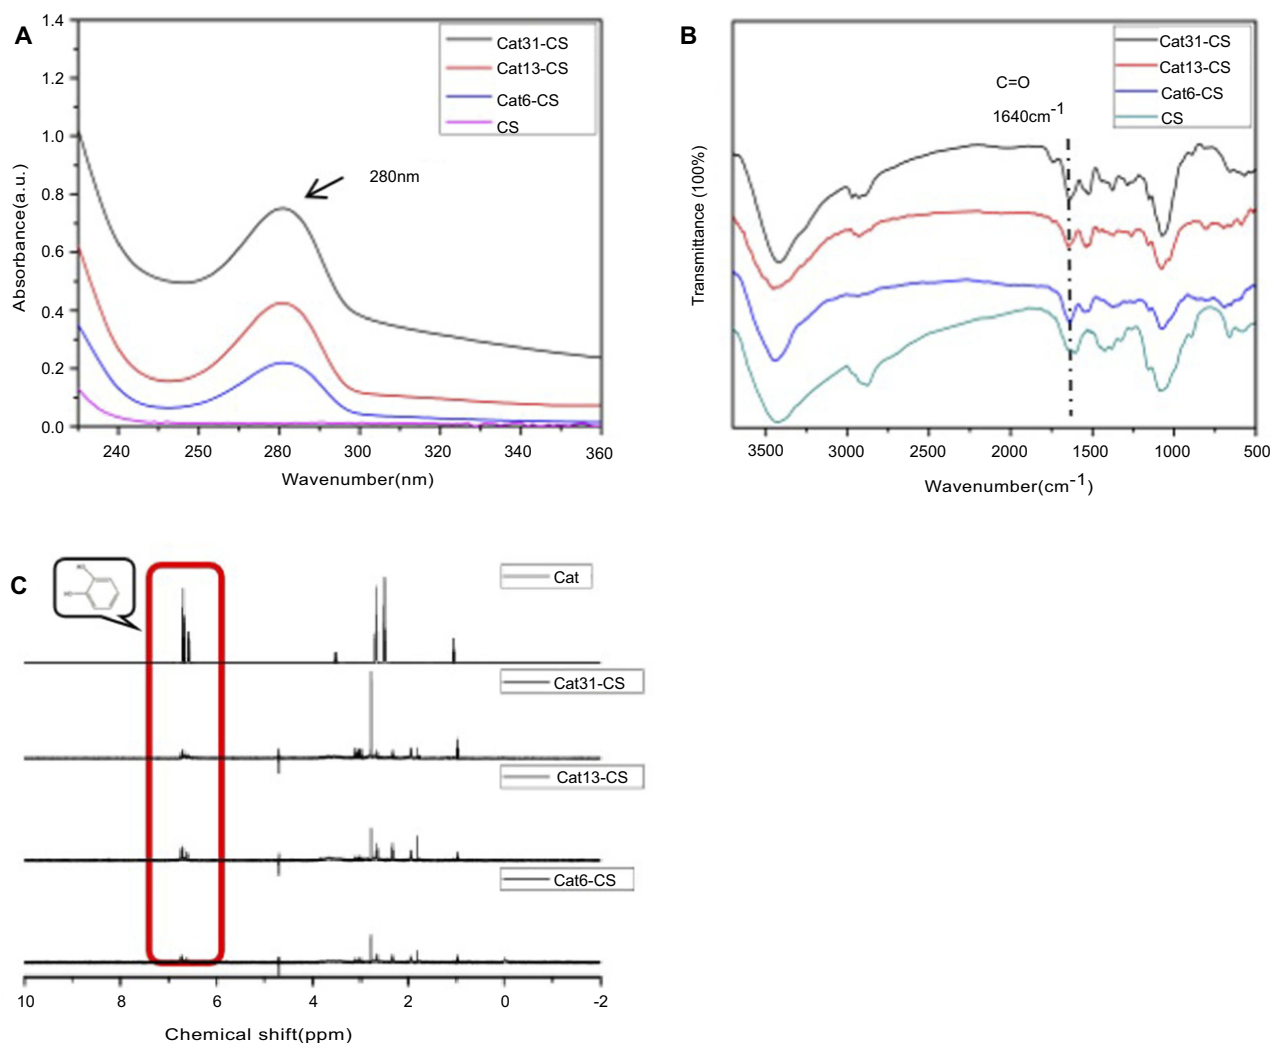 A
1.4
1.2
1.0
0.8
0.6
0.4
0.2
0.0
Absorbance(a.u.)
Cat31-CS
Cat13-CS
Cat6-CS
CS
280nm
240 250 280 300 320 340 360
Wavenumber(nm)
B
Transmittance (100%)
C=O
1640cm-1
Cat31-CS
Cat13-CS
Cat6-CS
CS
3500 3000 2500 2000 1500 1000 500
Wavenumber(cm-1)
C
Cat
Cat31-CS
Cat13-CS
Cat6-CS
10 8 6 4 2 0 -2
Chemical shift(ppm)